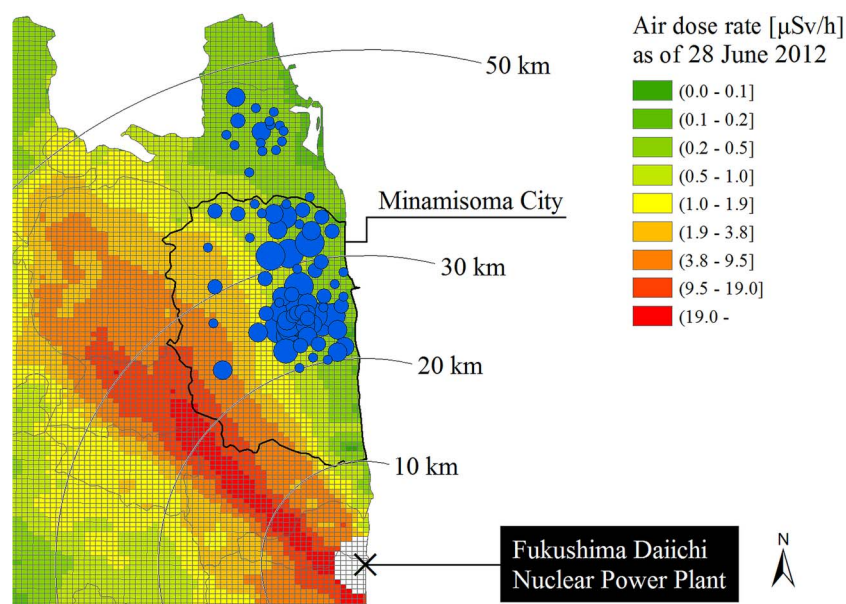 Air dose rate [μSv/h]
as of 28 June 2012
(0.0 - 0.1]
(0.1 - 0.2]
(0.2 - 0.5]
(0.5 - 1.0]
(1.0 - 1.9]
(1.9 - 3.8]
(3.8 - 9.5]
(9.5 - 19.0]
(19.0 -
50 km
Minamisoma City
30 km
20 km
10 km
Fukushima Daiichi
Nuclear Power Plant
N